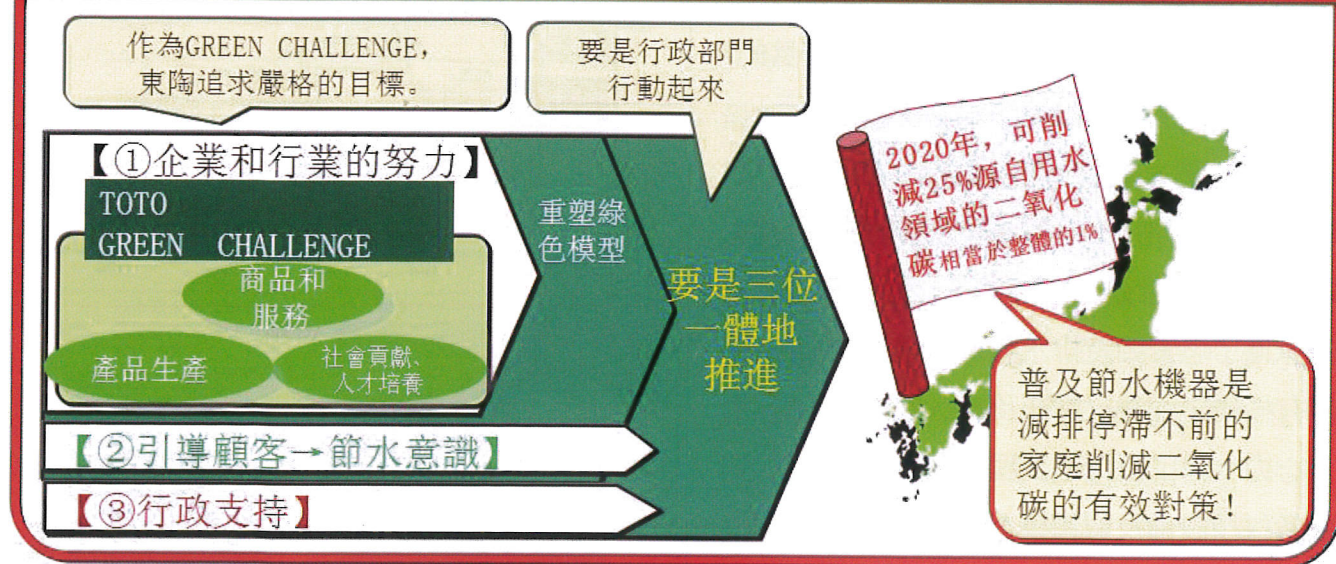 作為GREEN CHALLENGE,
東陶追求嚴格的目標。
要是行政部門
行動起來
【①企業和行業的努力】
TOTO
GREEN CHALLENGE
商品和
服務
產品生產
社會貢獻、
人才培養
重塑綠
色模型
要是三位
一體地
推進
【②引導顧客→節水意識】
【③行政支持】
2020年，可削
減25%源自用水
領域的二氧化
碳相當於整體的1%
普及節水機器是
減排停滯不前的
家庭削減二氧化
碳的有效對策！